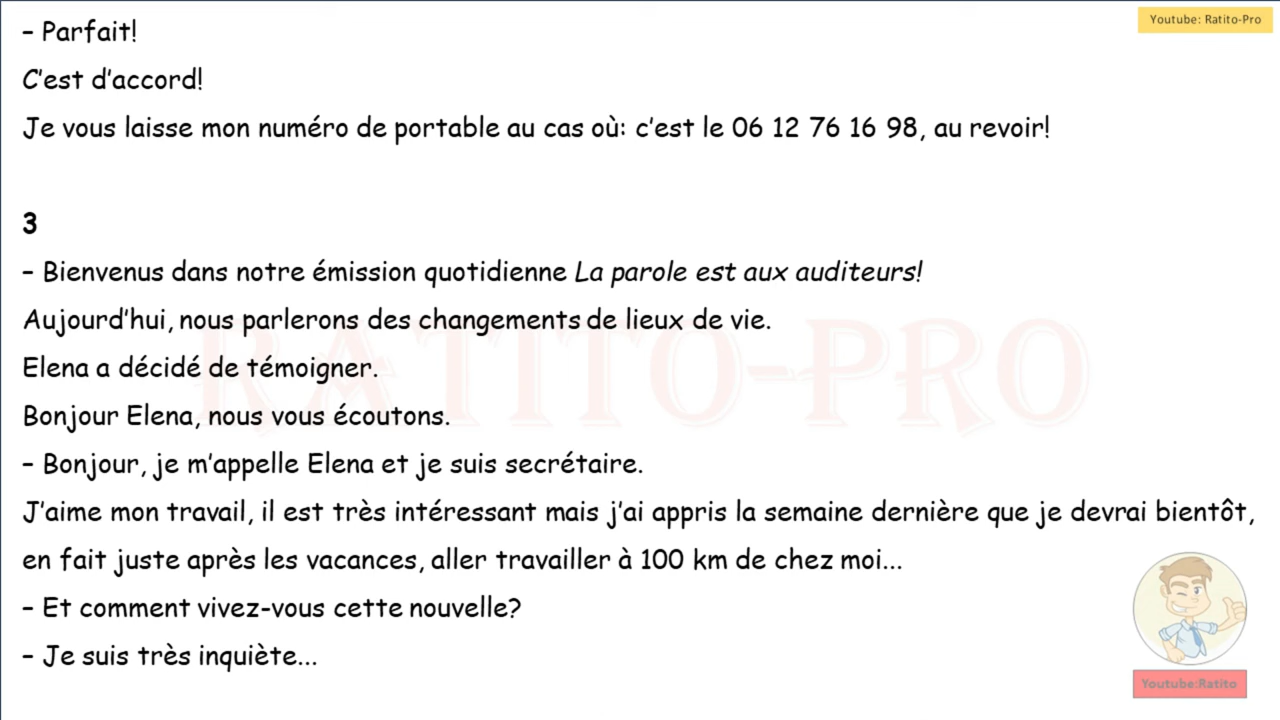 Youtube: Ratito-Pro
– Parfait!
C'est d'accord!
Je vous laisse mon numéro de portable au cas où: c'est le 06 12 76 16 98, au revoir!
3
– Bienvenus dans notre émission quotidienne La parole est aux auditeurs!
Aujourd'hui, nous parlerons des changements de lieux de vie.
RATITO-PRO
Elena a décidé de témoigner.
Bonjour Elena, nous vous écoutons.
– Bonjour, je m'appelle Elena et je suis secrétaire.
J'aime mon travail, il est très intéressant mais j'ai appris la semaine dernière que je devrai bientôt,
en fait juste après les vacances, aller travailler à 100 km de chez moi...
– Et comment vivez-vous cette nouvelle?
– Je suis très inquiète...
Youtube:Ratito